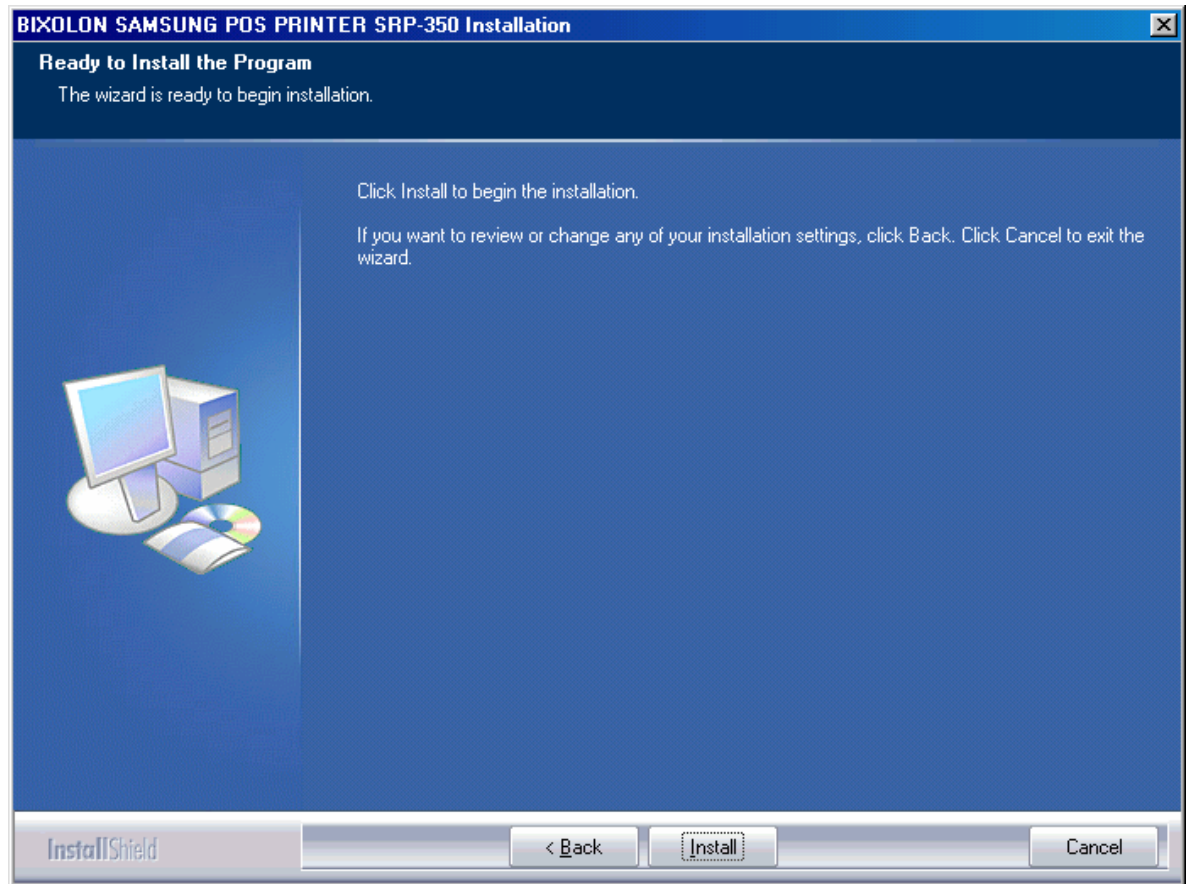 BIXOLON SAMSUNG POS PRINTER SRP-350 Installation
Ready to Install the Program
The wizard is ready to begin installation.
Click Install to begin the installation.
If you want to review or change any of your installation settings, click Back. Click Cancel to exit the
wizard.
InstallShield
< Back
Install
Cancel